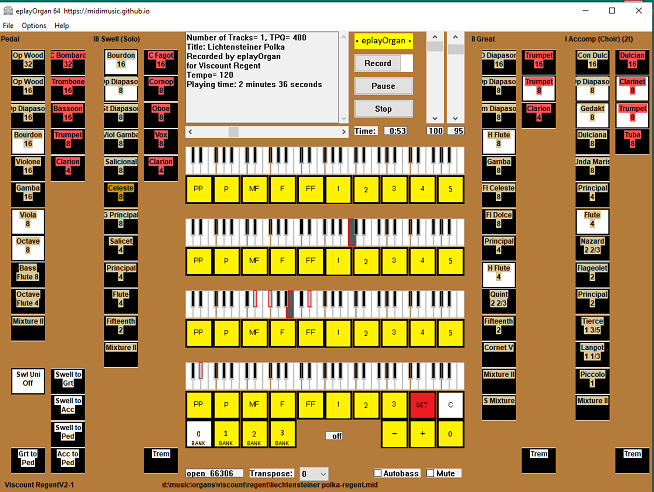 eplayOrgan 64 https://midimusic.github.io
File Options Help
Pedal
III Swell (Solo)
II Great
I Accomp (Choir) (2t)
Op Wood
32
C Bombard
32
Op Wood
16
Trombone
16
Op Diapason
16
Bassoon
16
Bourdon
16
Trumpet
8
Violone
16
Clarion
4
Gamba
16
Viola
8
Octave
8
Bass
Flute 8
Octave
Flute 4
Mixture II
Swl Uni
Off
Swell to
Grt
Swell to
Acc
Swell to
Ped
Grt to
Ped
Acc to
Ped
Bourdon
16
C Fagot
16
Op Diapason
8
Cornop
8
St Diapason
8
Oboe
8
Viol Gamba
8
Vox
8
Salicional
8
Clarion
4
Celeste
8
G Principal
8
Salicet
4
Principal
4
Flute
4
Fifteenth
2
Mixture II
Trem
Number of Tracks= 1, TPQ= 480
Title: Lichtensteiner Polka
Recorded by eplayOrgan
for Viscount Regent
Tempo= 120
Playing time: 2 minutes 36 seconds
• eplayOrgan •
Record
Pause
Stop
Time: 0:53
100 95
PP P MF F FF 1 2 3 4 5
PP P MF F FF 1 2 3 4 5
PP P MF F FF 1 2 3 4 5
PP P MF F FF 1 2 3 SET C
0
BANK
1
BANK
2
BANK
3
BANK
off
− + 0
open 66306 Transpose: 0 Autobass Mute
Diapason
16
Trumpet
16
Diapason
8
Trumpet
8
Diapason
8
Clarion
4
H Flute
8
Gamba
8
Fl Celeste
8
Fl Dolce
8
Principal
4
H Flute
4
Quint
2 2/3
Fifteenth
2
Cornet V
Mixture II
S Mixture
Trem
Con Dulc
16
Dulcian
16
Op Diapason
8
Clarinet
8
Gedakt
8
Trumpet
8
Dulciana
8
Tuba
8
Unda Maris
8
Principal
4
Flute
4
Nazard
2 2/3
Flageolet
2
Principal
2
Tierce
1 3/5
Langot
1 1/3
Piccolo
1
Mixture II
Trem
Viscount RegentV2-1
d:\music\organs\viscount\regent\liechtensteiner polka-regent.mid